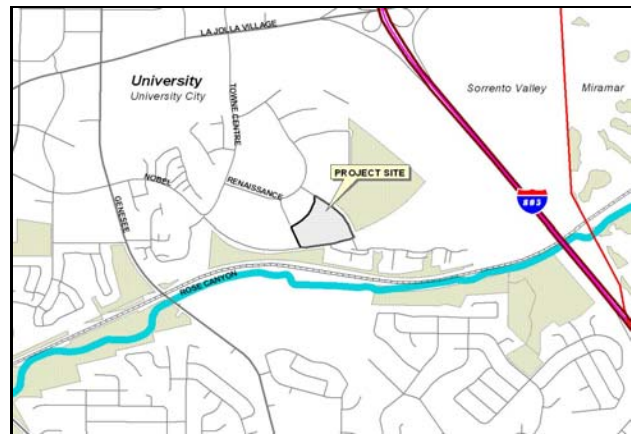 LA JOLLA VILLAGE
University
University City
Sorrento Valley
Miramar
TOWNE CENTRE
PROJECT SITE
NOBEL
RENAISSANCE
GENESEE
805
ROSE CANYON